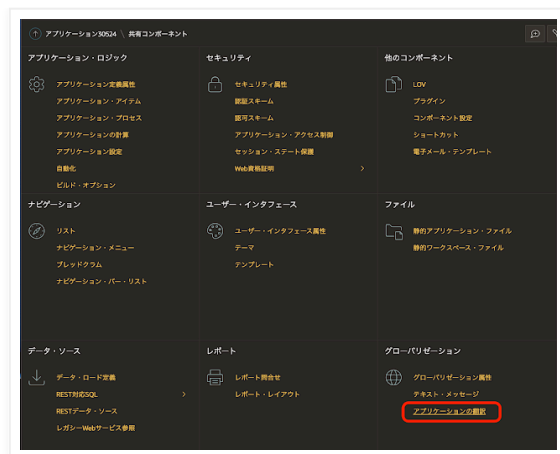 アプリケーション30524 \ 共有コンポーネント
アプリケーション・ロジック
アプリケーション定義属性
アプリケーション・アイテム
アプリケーション・プロセス
アプリケーションの計算
アプリケーション設定
自動化
ビルド・オプション
セキュリティ
セキュリティ属性
認証スキーム
認可スキーム
アプリケーション・アクセス制御
セッション・ステート保護
Web資格証明
他のコンポーネント
LOV
プラグイン
コンポーネント設定
ショートカット
電子メール・テンプレート
ナビゲーション
リスト
ナビゲーション・メニュー
ブレッドクラム
ナビゲーション・バー・リスト
ユーザー・インタフェース
ユーザー・インタフェース属性
テーマ
テンプレート
ファイル
静的アプリケーション・ファイル
静的ワークスペース・ファイル
データ・ソース
データ・ロード定義
REST対応SQL
RESTデータ・ソース
レガシーWebサービス参照
レポート
レポート問合せ
レポート・レイアウト
グローバリゼーション
グローバリゼーション属性
テキスト・メッセージ
アプリケーションの翻訳